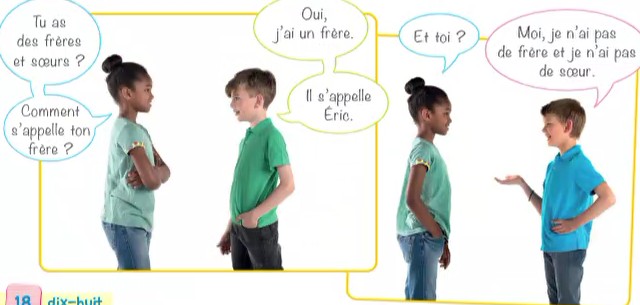 Tu as
des frères
et sœurs ?
Oui,
j'ai un frère.
Comment
s'appelle ton
frère ?
Il s'appelle
Éric.
Et toi ?
Moi, je n'ai pas
de frère et je n'ai pas
de sœur.
18 dix-huit